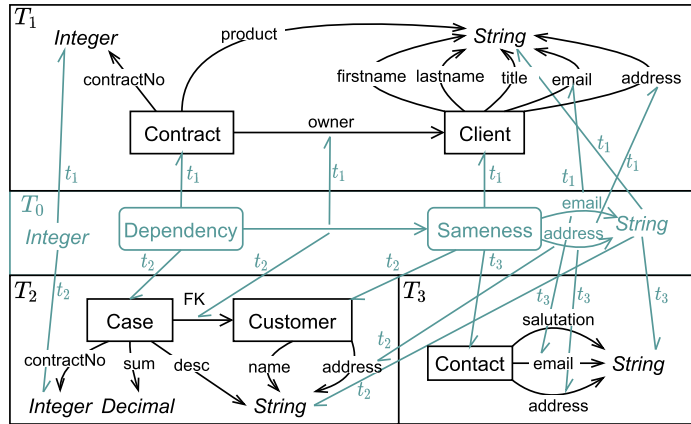 T₁
Integer
product
String
contractNo
firstname
lastname
title
email
address
Contract
owner
Client
t₁
t₁
t₁
t₁
t₁
t₁
t₁
T₀
Integer
Dependency
Sameness
email
address
String
t₂
t₂
t₂
t₂
t₃
t₃
t₃
t₃
t₂
t₂
T₂
FK
Case
Customer
contractNo
sum
desc
name
address
Integer
Decimal
String
T₃
salutation
Contact
email
String
address